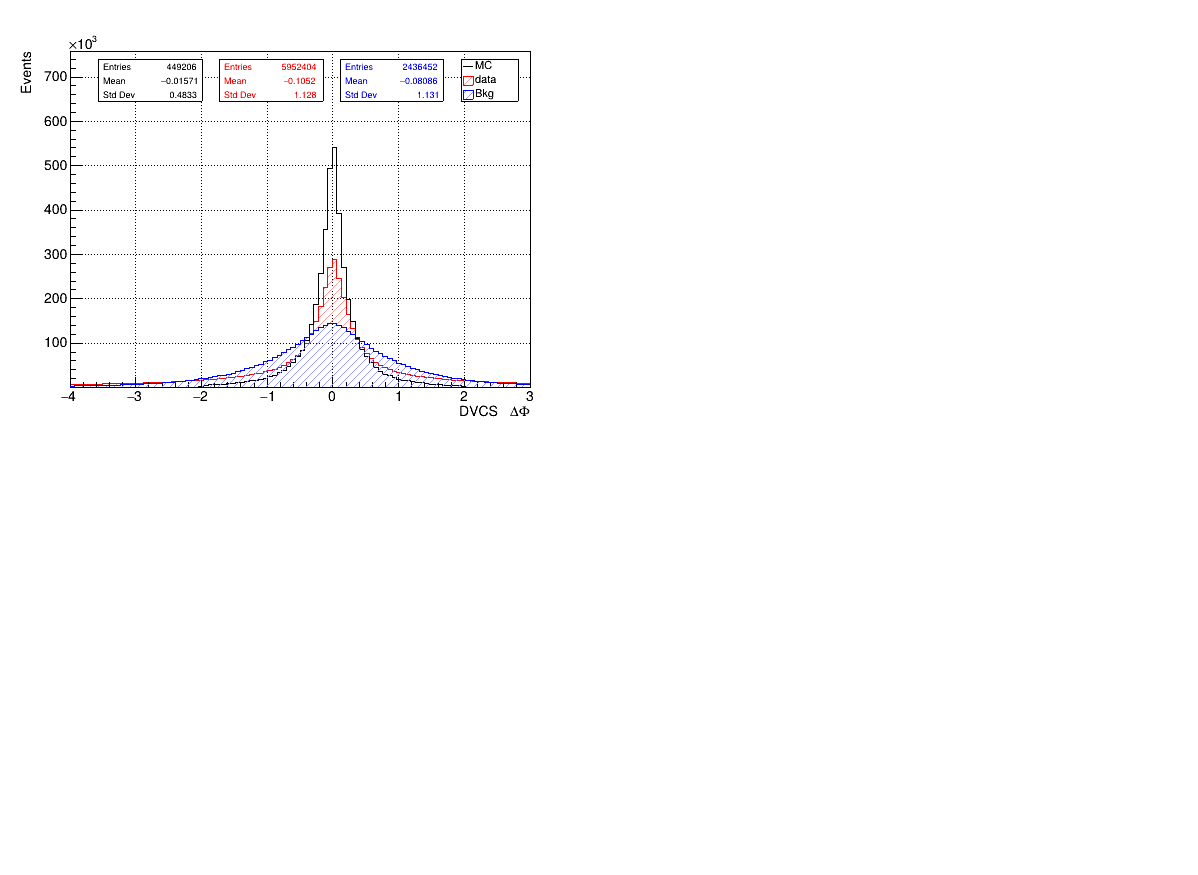 ×10³
Events
Entries 449206
Mean −0.01571
Std Dev 0.4833
Entries 5952404
Mean −0.1052
Std Dev 1.128
Entries 2436452
Mean −0.08086
Std Dev 1.131
MC
data
Bkg
700
600
500
400
300
200
100
−4 −3 −2 −1 0 1 2 3
DVCS ΔΦ